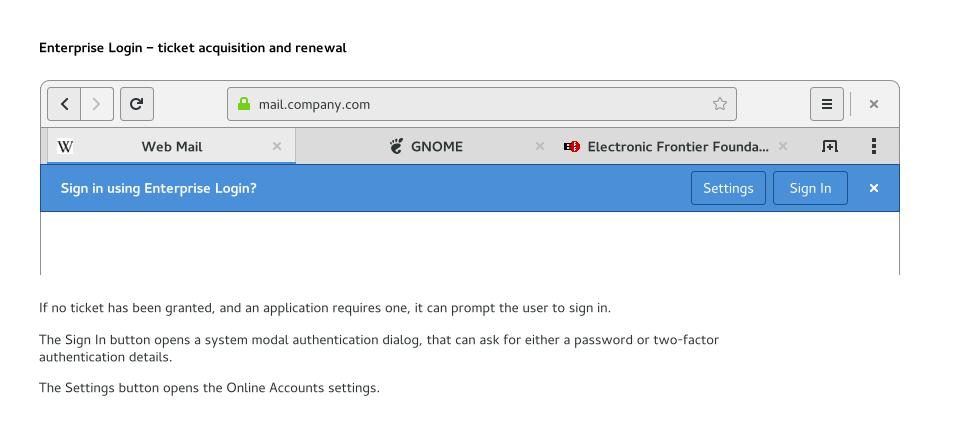 Enterprise Login – ticket acquisition and renewal
mail.company.com
W Web Mail GNOME Electronic Frontier Founda...
Sign in using Enterprise Login? Settings Sign In
If no ticket has been granted, and an application requires one, it can prompt the user to sign in.
The Sign In button opens a system modal authentication dialog, that can ask for either a password or two-factor
authentication details.
The Settings button opens the Online Accounts settings.